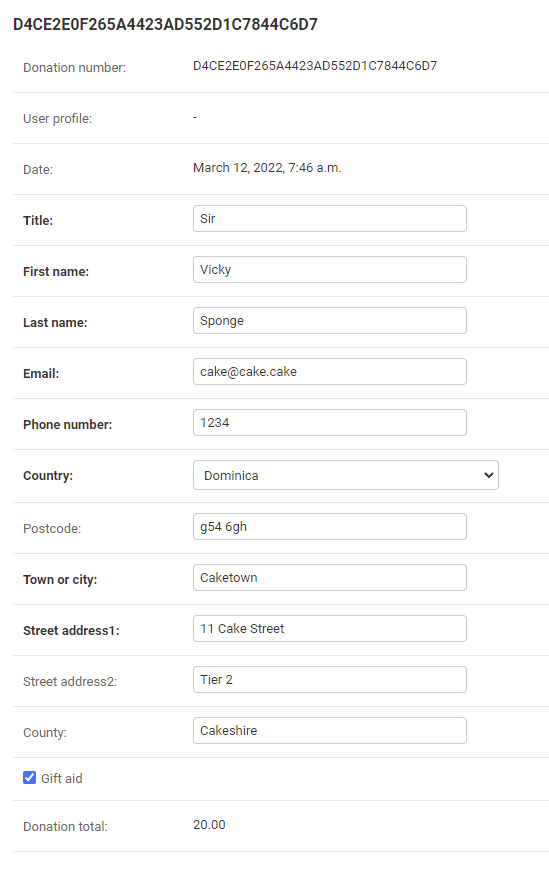 D4CE2E0F265A4423AD552D1C7844C6D7
Donation number: D4CE2E0F265A4423AD552D1C7844C6D7
User profile: -
Date: March 12, 2022, 7:46 a.m.
Title: Sir
First name: Vicky
Last name: Sponge
Email: cake@cake.cake
Phone number: 1234
Country: Dominica
Postcode: g54 6gh
Town or city: Caketown
Street address1: 11 Cake Street
Street address2: Tier 2
County: Cakeshire
Gift aid
Donation total: 20.00